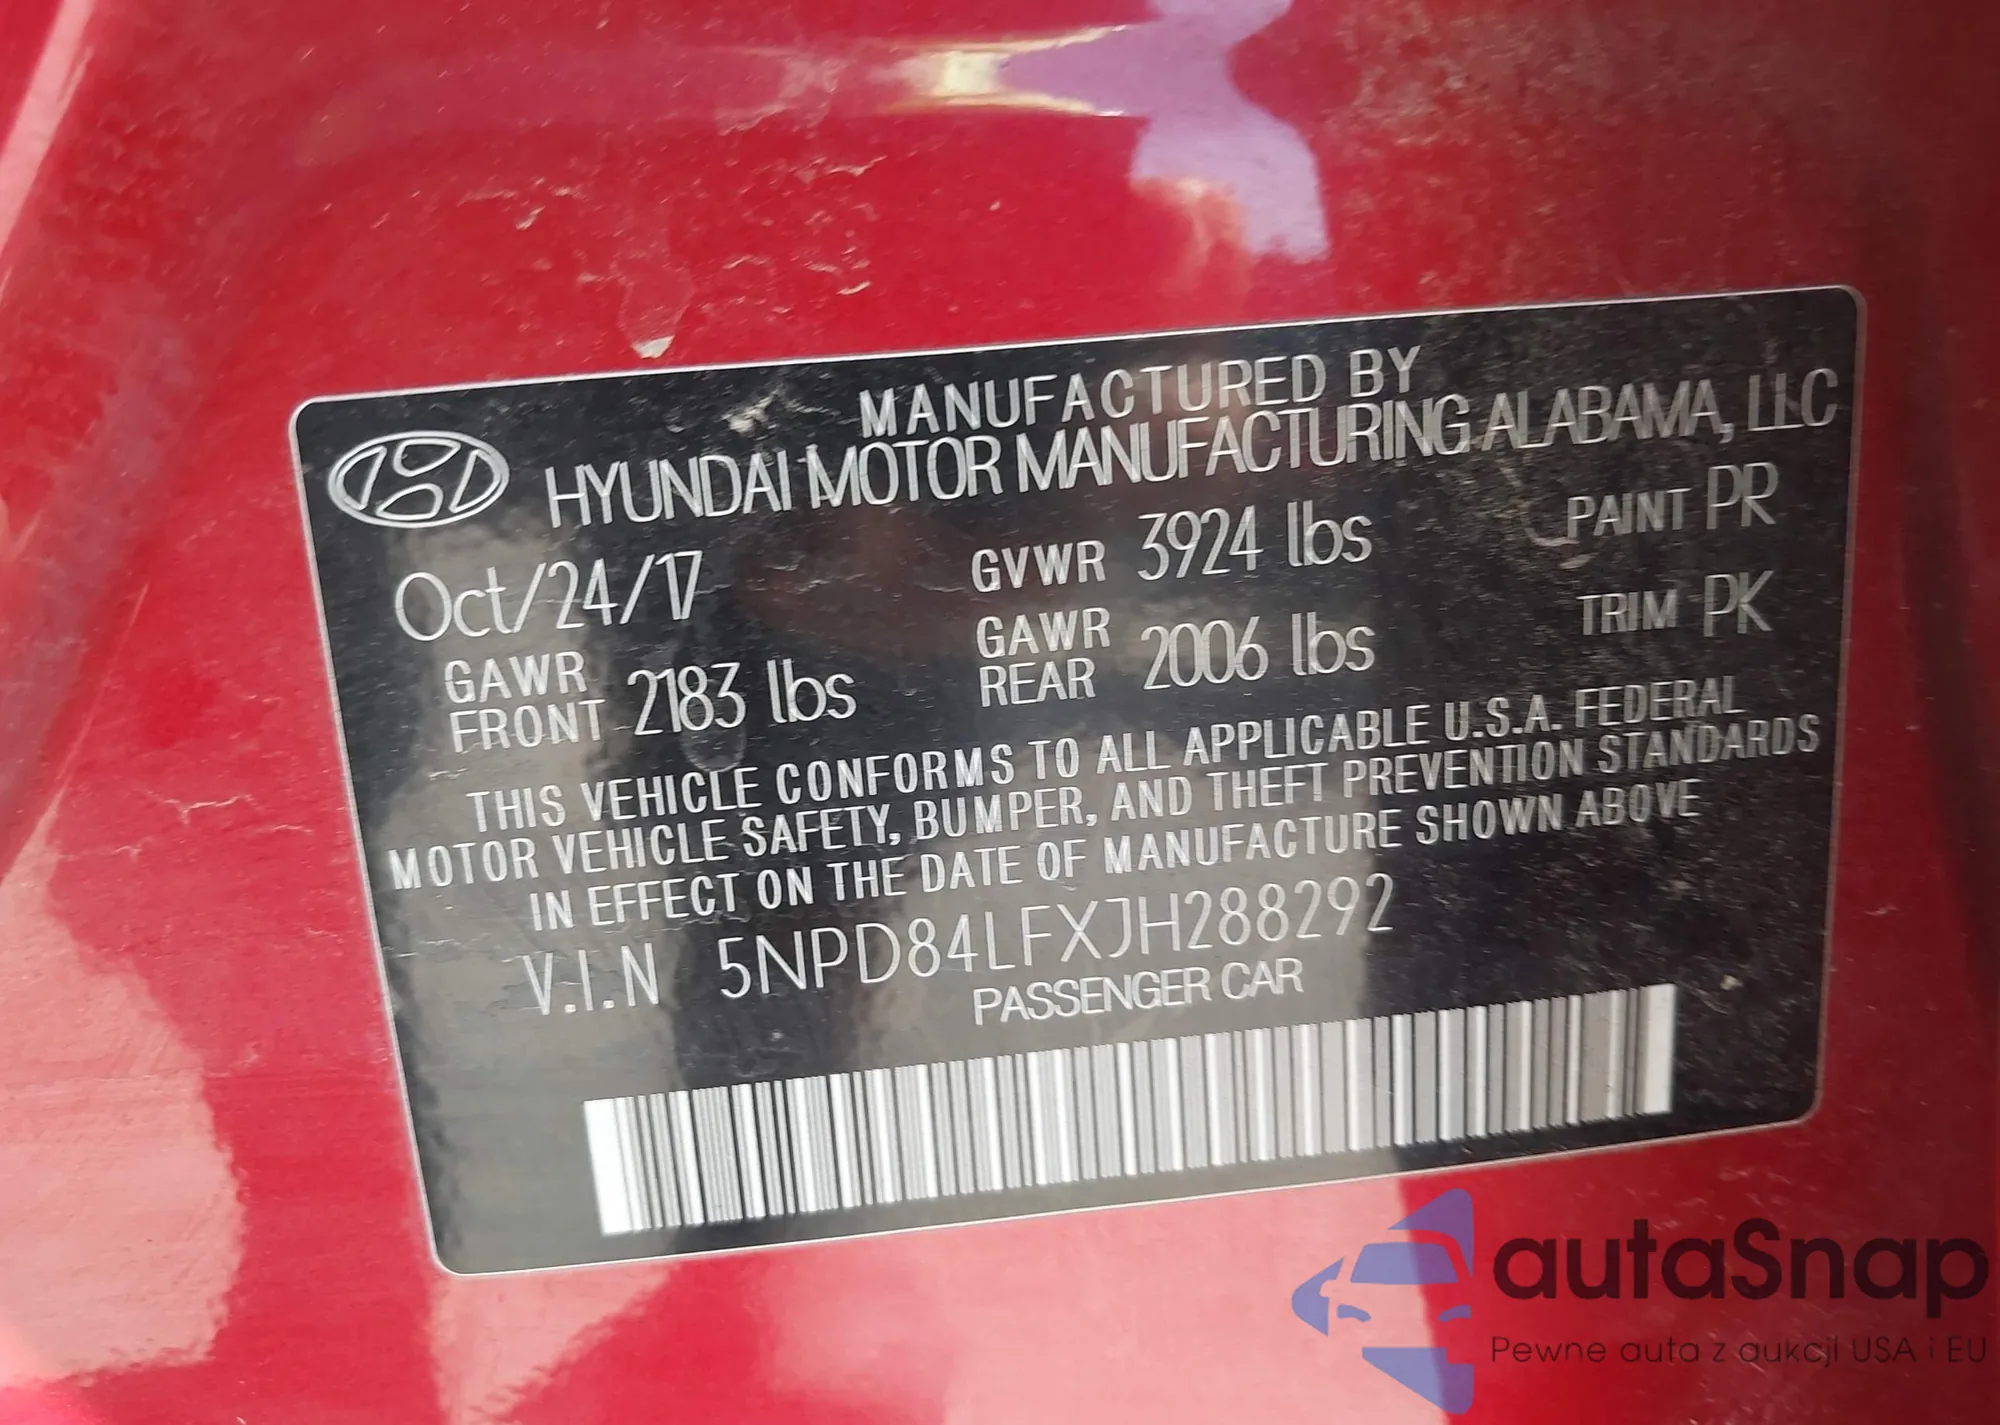 MANUFACTURED BY
HYUNDAI MOTOR MANUFACTURING ALABAMA, LLC
Oct/24/17 GVWR 3924 lbs PAINT PR
GAWR FRONT 2183 lbs GAWR REAR 2006 lbs TRIM PK
THIS VEHICLE CONFORMS TO ALL APPLICABLE U.S.A. FEDERAL
MOTOR VEHICLE SAFETY, BUMPER, AND THEFT PREVENTION STANDARDS
IN EFFECT ON THE DATE OF MANUFACTURE SHOWN ABOVE
V.I.N 5NPD84LFXJH288292
PASSENGER CAR
autaSnap
Pewne auta z aukcji USA i EU